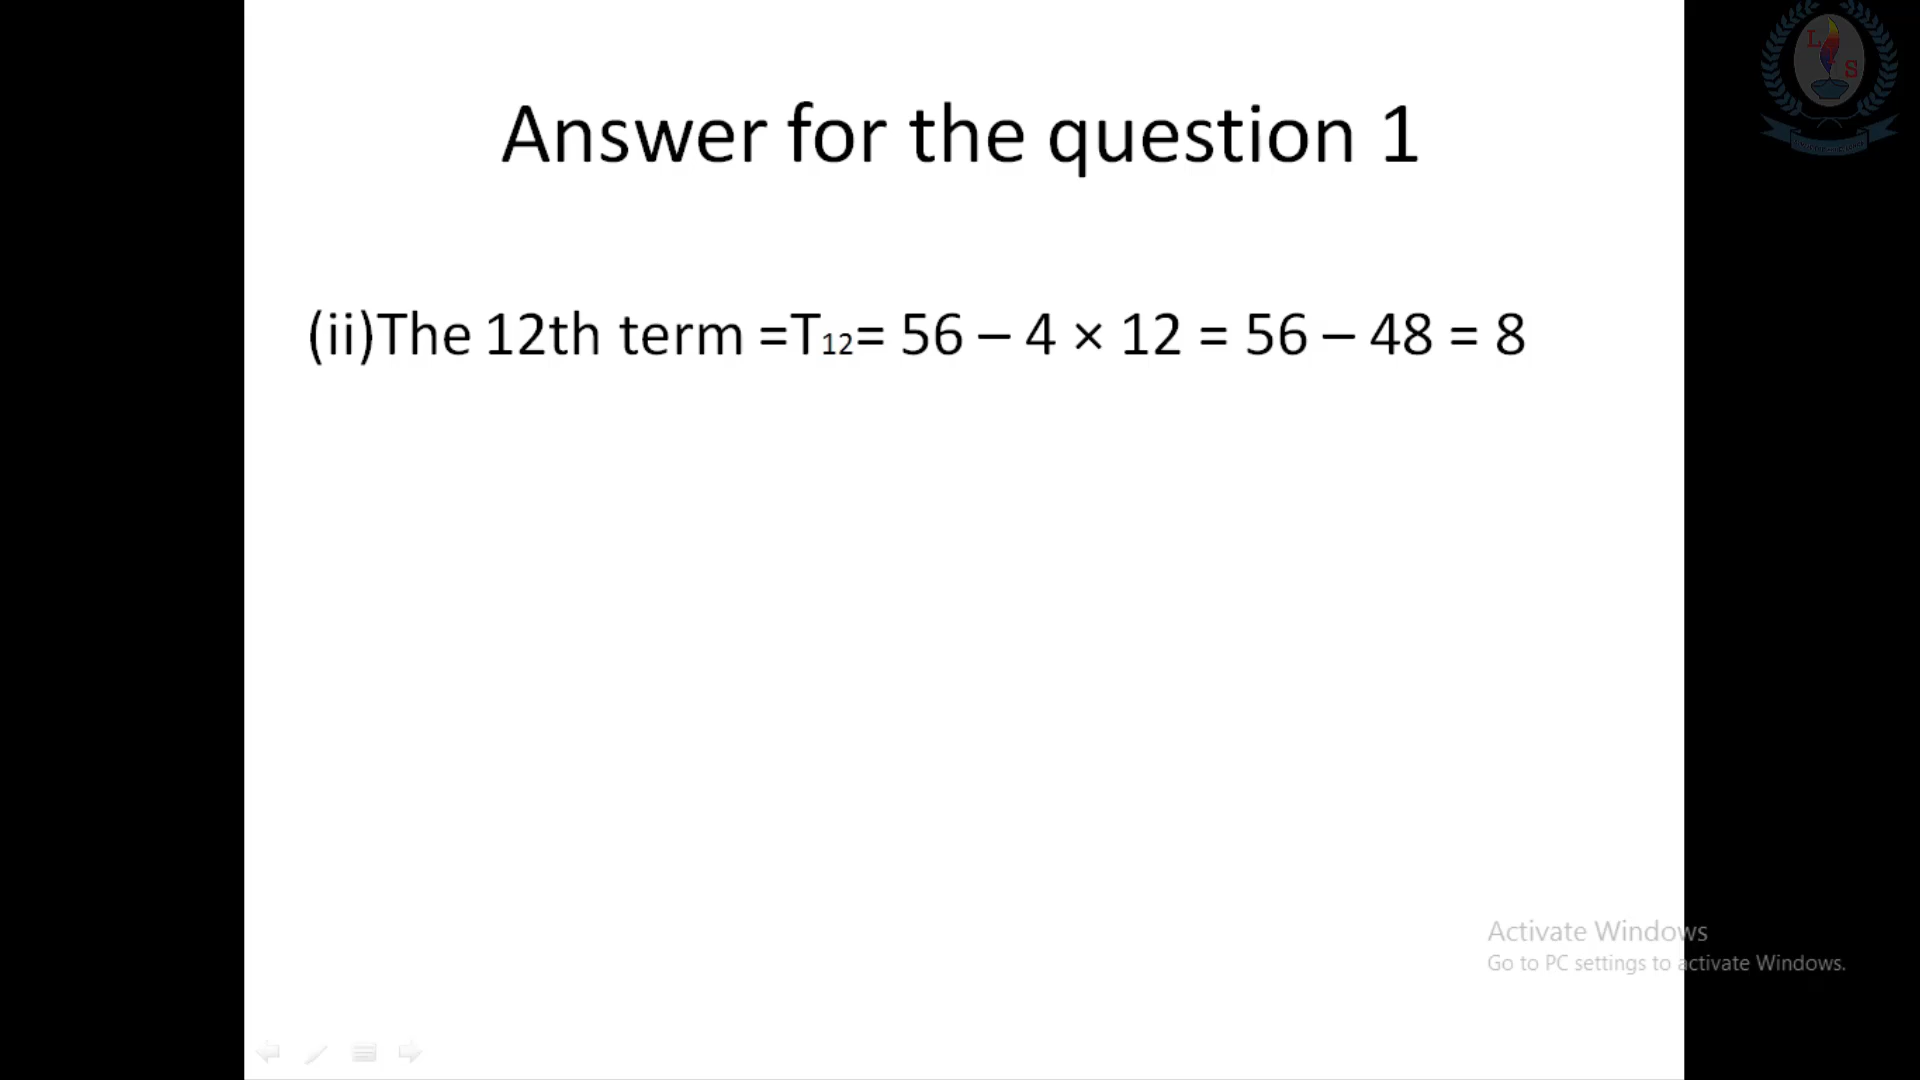 L
S
Answer for the question 1
(ii)The 12th term =T₁₂= 56 – 4 × 12 = 56 – 48 = 8
Activate Windows
Go to PC settings to activate Windows.